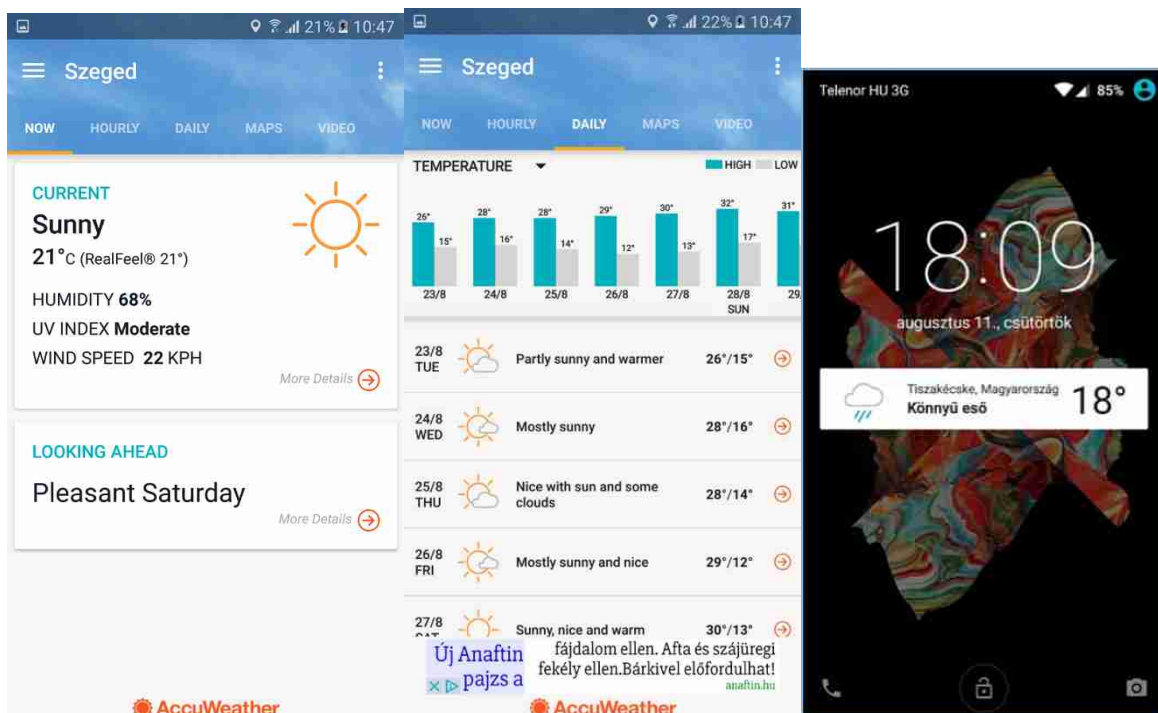 21% 10:47
Szeged
NOW HOURLY DAILY MAPS VIDEO
CURRENT
Sunny
21°C (RealFeel® 21°)
HUMIDITY 68%
UV INDEX Moderate
WIND SPEED 22 KPH
More Details
LOOKING AHEAD
Pleasant Saturday
More Details
AccuWeather
22% 10:47
Szeged
NOW HOURLY DAILY MAPS VIDEO
TEMPERATURE HIGH LOW
26° 28° 28° 29° 30° 32° 31°
15° 16° 14° 12° 13° 17°
23/8 24/8 25/8 26/8 27/8 28/8 29
SUN
23/8 TUE Partly sunny and warmer 26°/15°
24/8 WED Mostly sunny 28°/16°
25/8 THU Nice with sun and some clouds 28°/14°
26/8 FRI Mostly sunny and nice 29°/12°
27/8 SAT Sunny, nice and warm 30°/13°
Új Anaftin
pajzs a
fájdalom ellen. Afta és szájüregi
fekély ellen.Bárkivel előfordulhat!
anaftin.hu
AccuWeather
Telenor HU 3G 85%
18:09
augusztus 11., csütörtök
Tiszakécske, Magyarország
Könnyű eső
18°